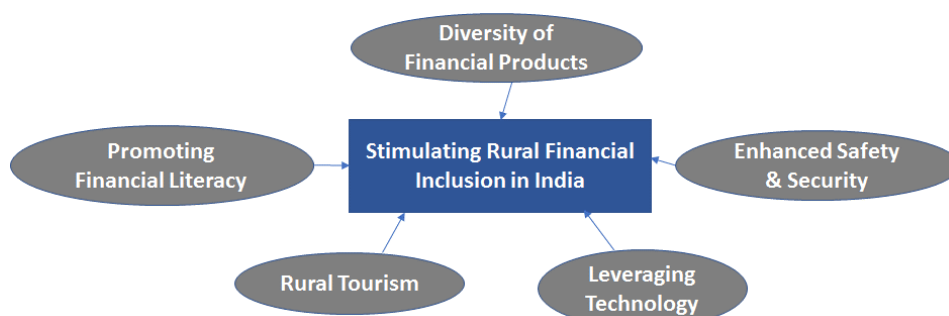 Diversity of
Financial Products
Promoting
Financial Literacy
Stimulating Rural Financial
Inclusion in India
Enhanced Safety
& Security
Rural Tourism
Leveraging
Technology